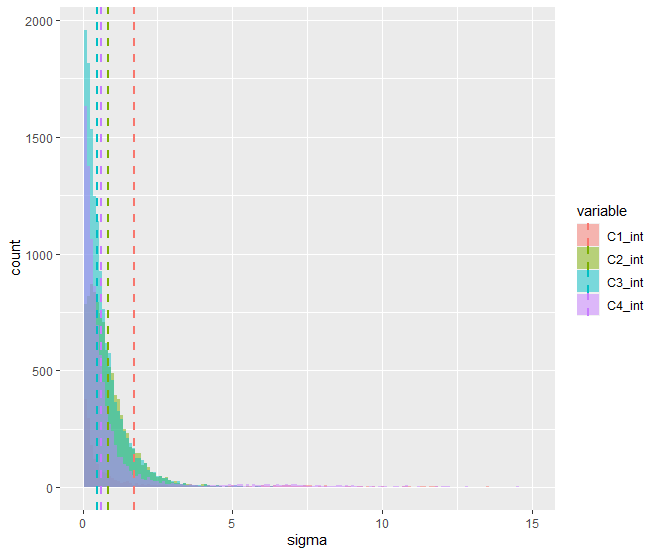 2000
1500
1000
500
0
count
0
5
10
15
sigma
variable
C1_int
C2_int
C3_int
C4_int